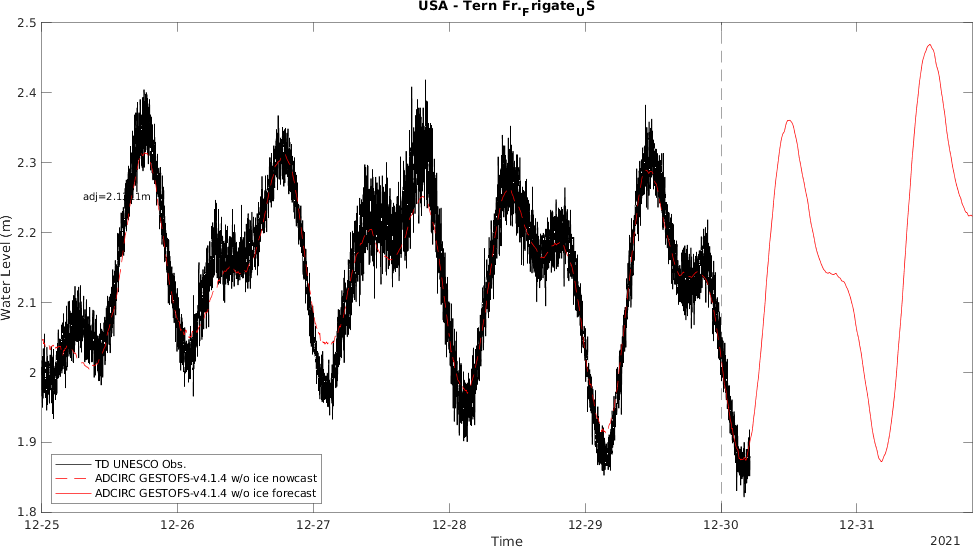 USA - Tern Fr.FrigateUS
2.5
2.4
2.3
2.2
2.1
2
1.9
1.8
Water Level (m)
TD UNESCO Obs.
ADCIRC GESTOFS-v4.1.4 w/o ice nowcast
ADCIRC GESTOFS-v4.1.4 w/o ice forecast
12-25 12-26 12-27 12-28 12-29 12-30 12-31
Time
2021